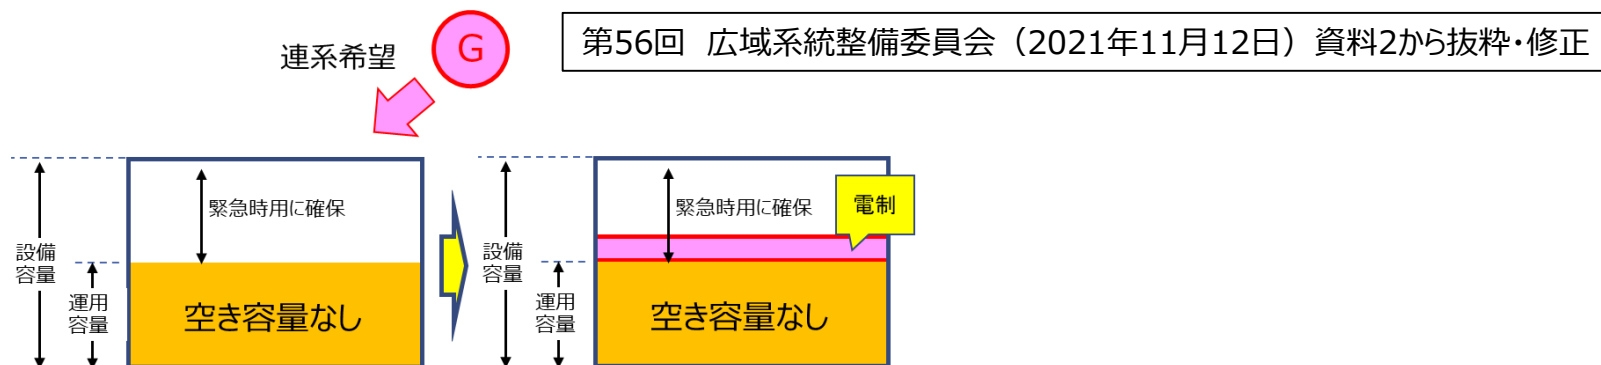 第56回 広域系統整備委員会（2021年11月12日）資料2から抜粋・修正
連系希望
G
緊急時用に確保
設備
容量
運用
容量
空き容量なし
緊急時用に確保
電制
設備
容量
運用
容量
空き容量なし